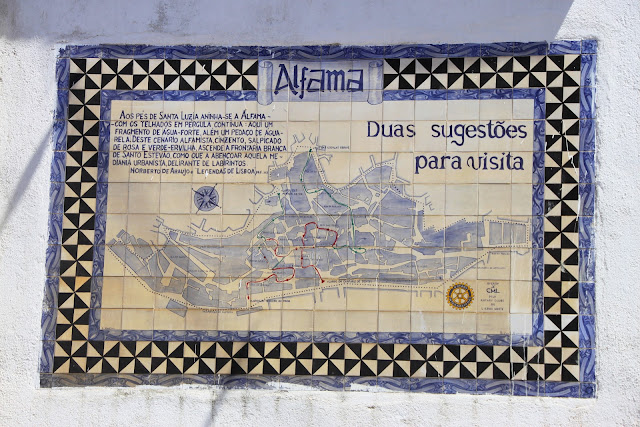 Alfama
Aos pés de Santa Luzia aninha-se a Alfama-
-com os telhados em pérgula contínua. Aqui um
fragmento de água-forte, além um pedaço de agua-
rela. Deste cenário alfamista, cinzento, salpicado
de rosa e verde-ervilha, ascende a frontaria branca
de Santo Estevão como que a abençoar aquela me-
diania urbanista, delirante de labirintos.
Norberto de Araujo Legendas de Lisboa
Duas sugestões
para visita
CML